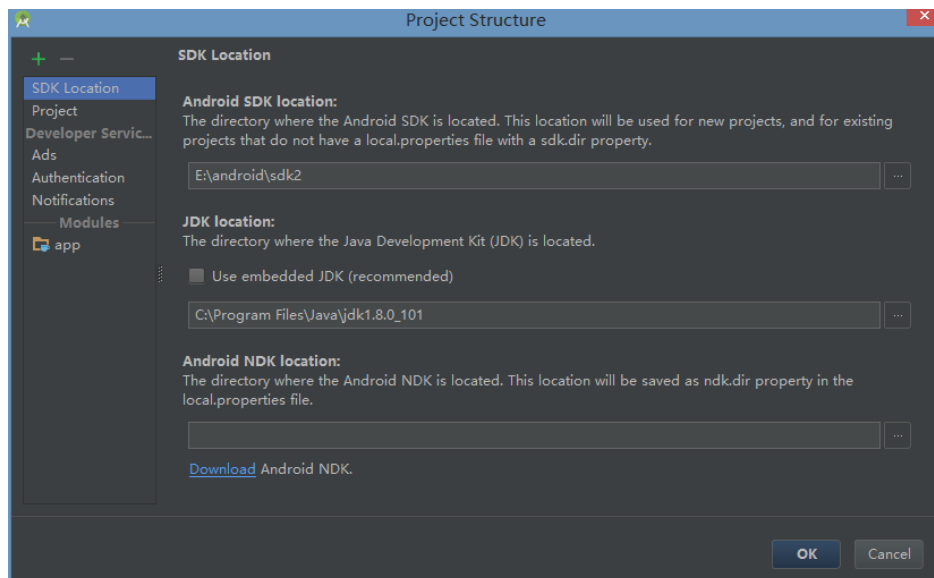 Project Structure
SDK Location
Project
Developer Servic...
Ads
Authentication
Notifications
Modules
app
SDK Location
Android SDK location:
The directory where the Android SDK is located. This location will be used for new projects, and for existing
projects that do not have a local.properties file with a sdk.dir property.
E:\android\sdk2
...
JDK location:
The directory where the Java Development Kit (JDK) is located.
Use embedded JDK (recommended)
C:\Program Files\Java\jdk1.8.0_101
...
Android NDK location:
The directory where the Android NDK is located. This location will be saved as ndk.dir property in the
local.properties file.
...
Download Android NDK.
OK
Cancel